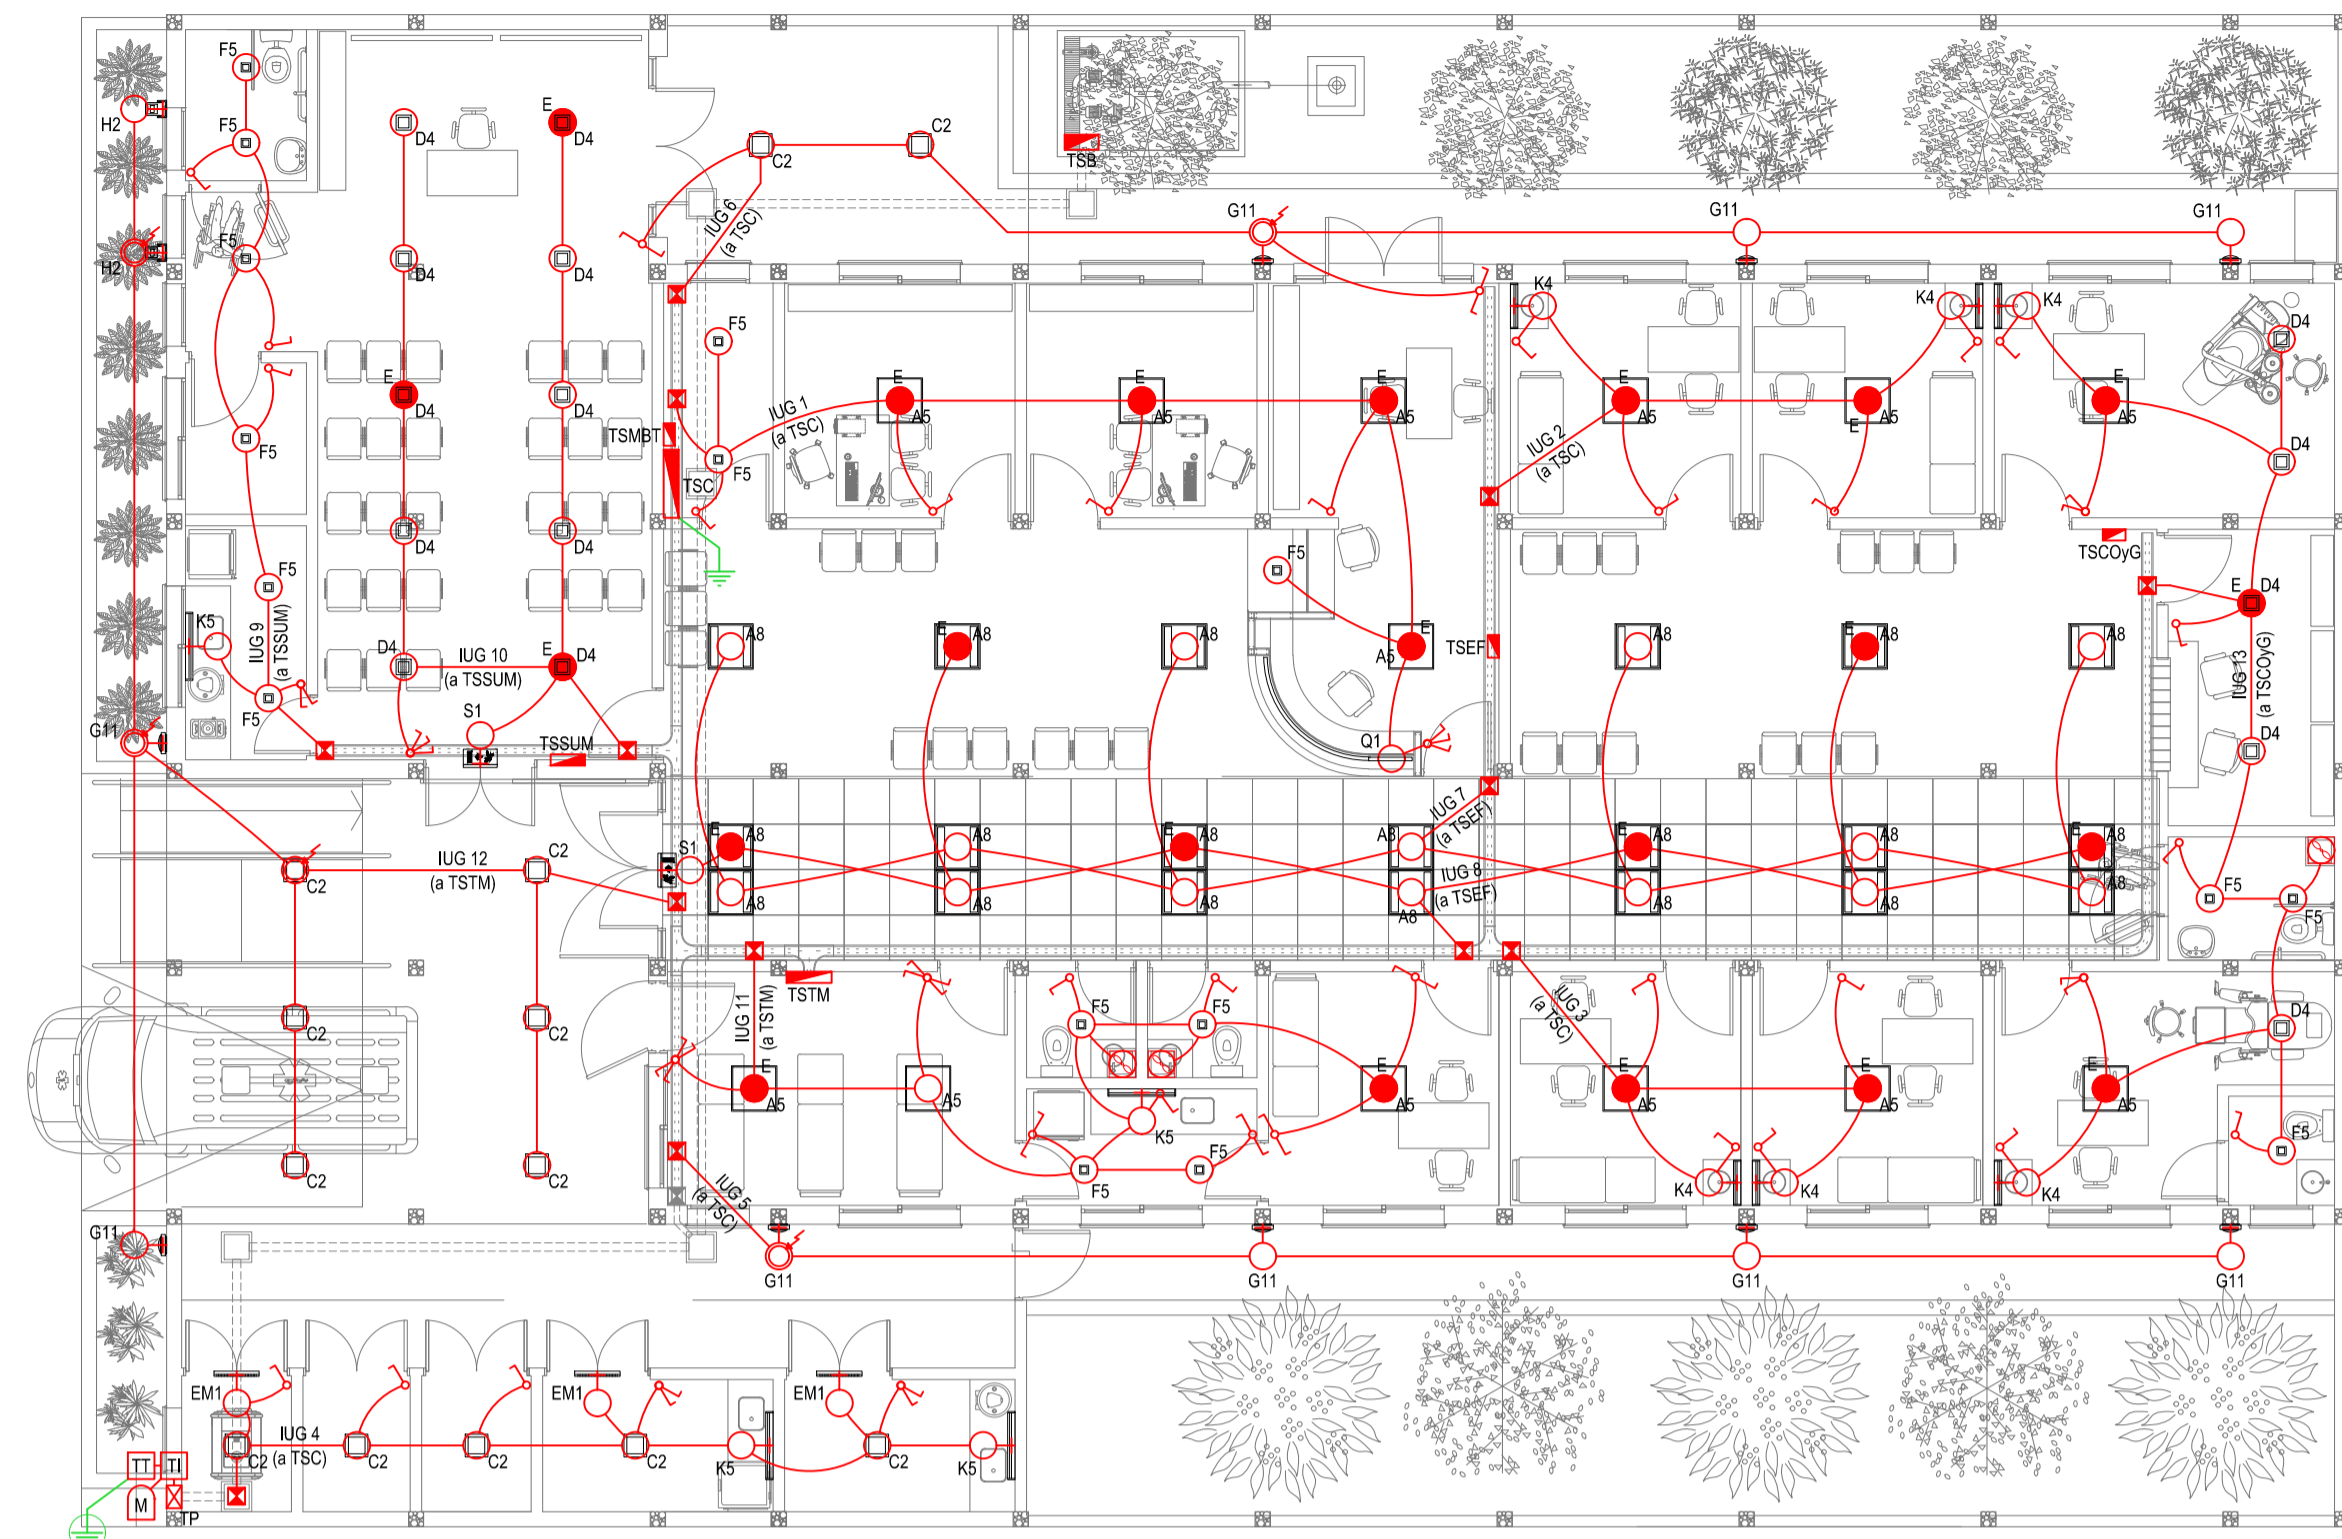 F5
H2
F5
E
D4
D4
C2
C2
TSB
G11
G11
G11
H2
F5
D4
D4
IUG 6
(a TSC)
K4
K4
K4
D4
F5
E
D4
D4
TSMBT
IUG 1
(a TSC)
E
A5
E
A5
E
A5
E
A5
E
A5
E
A5
D4
F5
TSC
F5
IUG 2
(a TSC)
D4
D4
F5
F5
TSCOyG
E
D4
K5
IUG 9
(a TSSUM)
A8
E
A8
A8
E
A5
TSEF
A8
E
A8
A8
IUG 13
(a TSCOyG)
D4
IUG 10
(a TSSUM)
E
D4
F5
S1
G11
TSSUM
Q1
D4
IUG 12
(a TSTM)
C2
C2
S1
E
A8
A8
E
A8
A8
IUG 7
(a TSEF)
E
A8
A8
E
A8
A8
A8
A8
A8
IUG 8
(a TSEF)
A8
A8
A8
F5
F5
C2
C2
IUG 11
(a TSTM)
TSTM
F5
F5
IUG 3
(a TSC)
D4
E
A5
A5
E
A5
E
A5
E
A5
E
A5
K5
F5
C2
C2
F5
F5
K4
K4
K4
IUG 5
(a TSC)
G11
G11
G11
G11
G11
EM1
EM1
EM1
IUG 4
(a TSC)
C2
C2
C2
C2
K5
C2
K5
TT
TI
M
TP